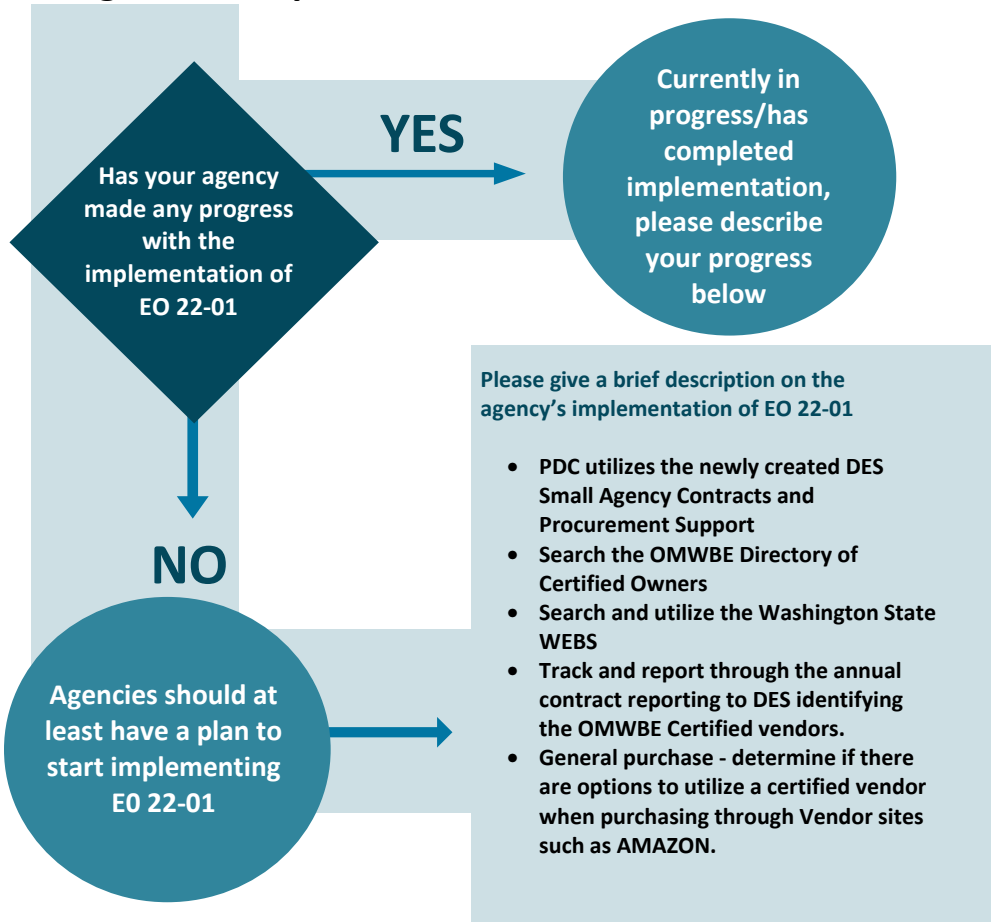 Has your agency
made any progress
with the
implementation of
EO 22-01
YES
Currently in
progress/has
completed
implementation,
please describe
your progress
below
NO
Agencies should at
least have a plan to
start implementing
E0 22-01
Please give a brief description on the
agency’s implementation of EO 22-01
• PDC utilizes the newly created DES
Small Agency Contracts and
Procurement Support
• Search the OMWBE Directory of
Certified Owners
• Search and utilize the Washington State
WEBS
• Track and report through the annual
contract reporting to DES identifying
the OMWBE Certified vendors.
• General purchase - determine if there
are options to utilize a certified vendor
when purchasing through Vendor sites
such as AMAZON.